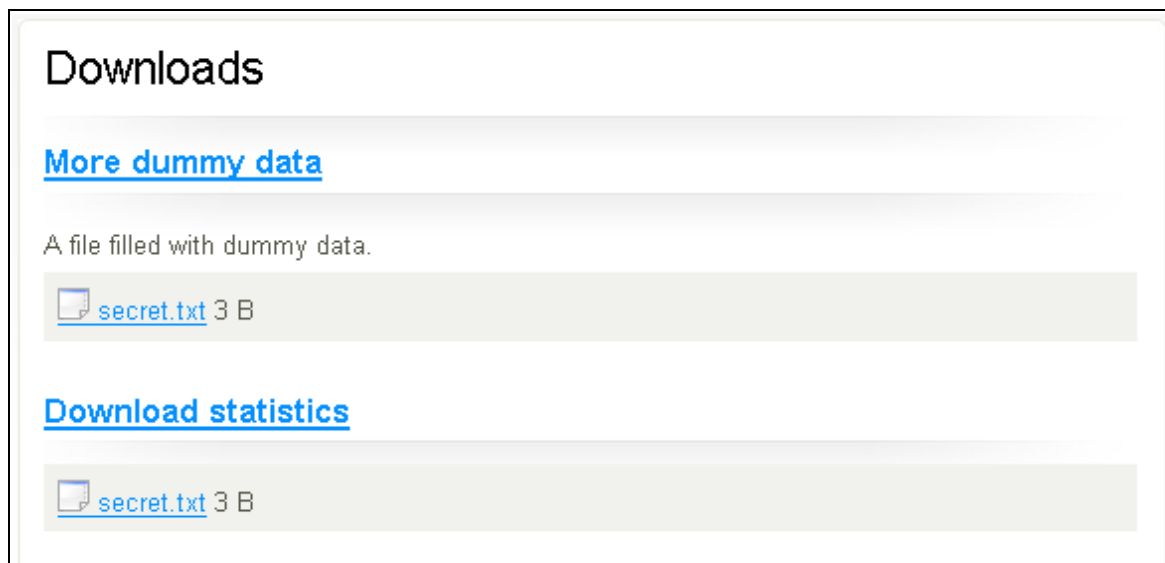 Downloads
More dummy data
A file filled with dummy data.
secret.txt 3 B
Download statistics
secret.txt 3 B